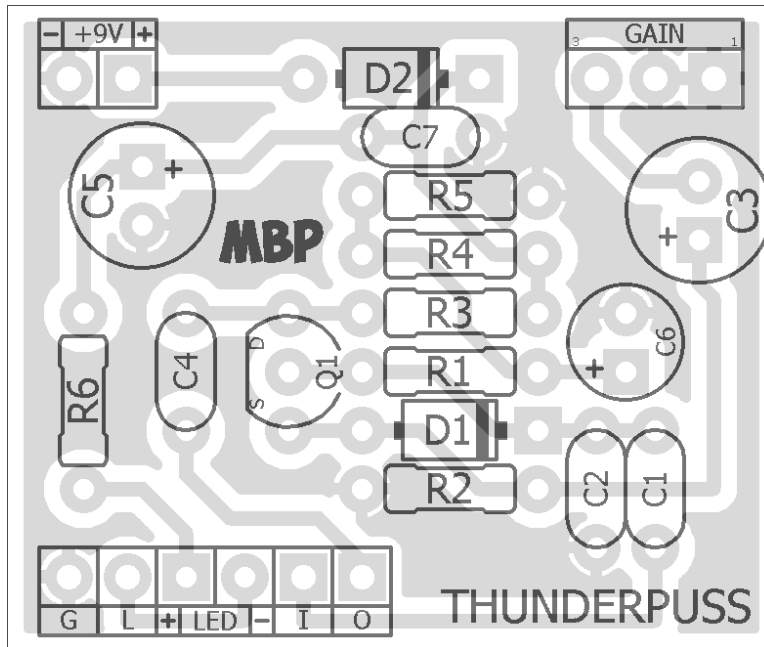 - +9V +
GAIN
3 1
D2
C7
C5 +
R5
C3
+
MBP
R4
R3
D
C4
Q1
C6
+
R1
R6
S
D1
R2
C2
C1
G L + LED - I O
THUNDERPUSS